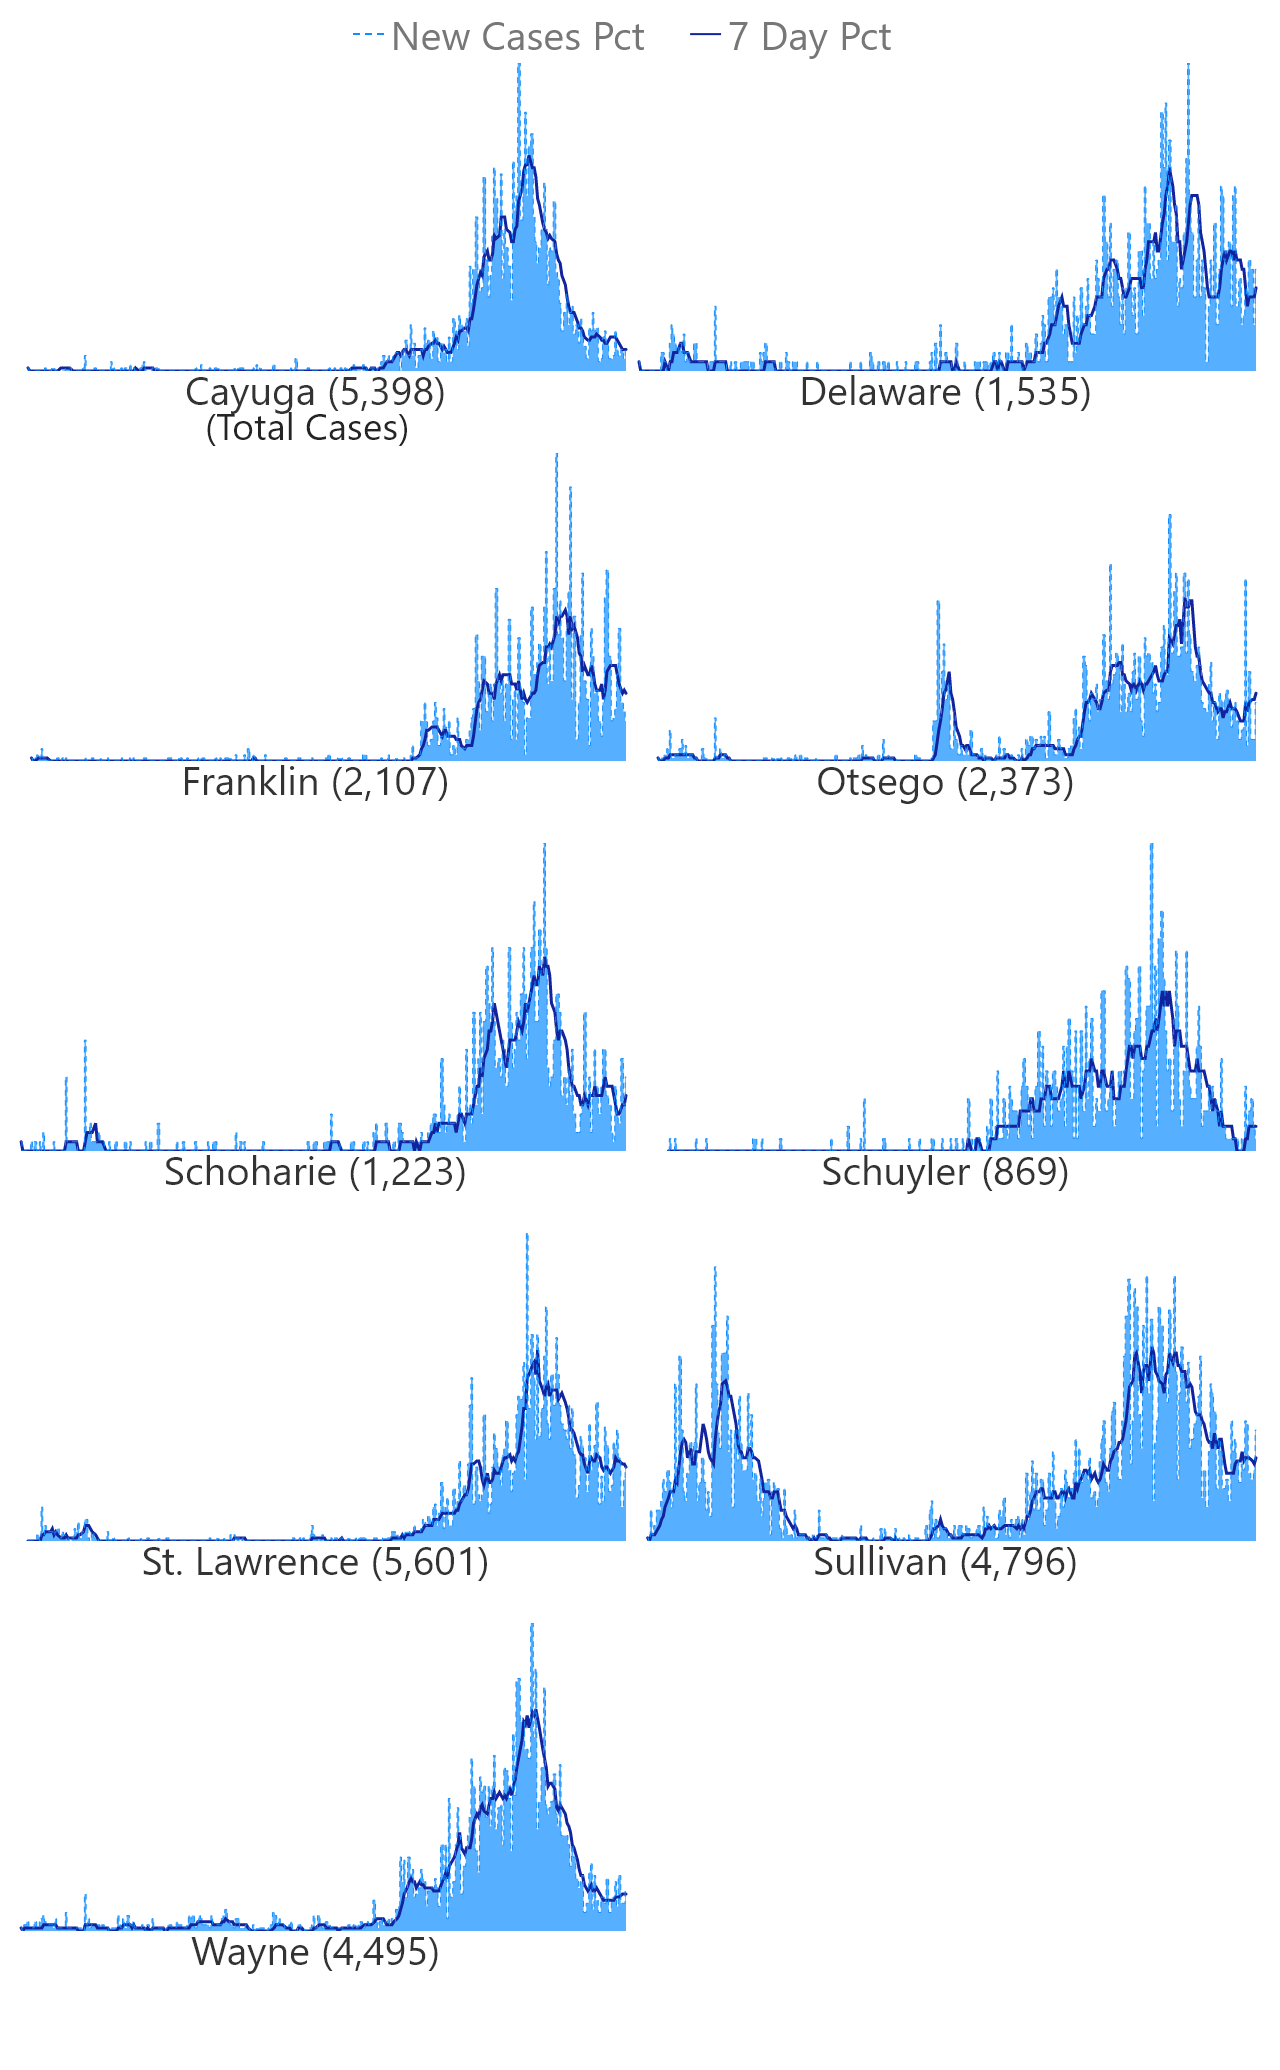 New Cases Pct 7 Day Pct
Cayuga (5,398) Delaware (1,535)
(Total Cases)
Franklin (2,107) Otsego (2,373)
Schoharie (1,223) Schuyler (869)
St. Lawrence (5,601) Sullivan (4,796)
Wayne (4,495)